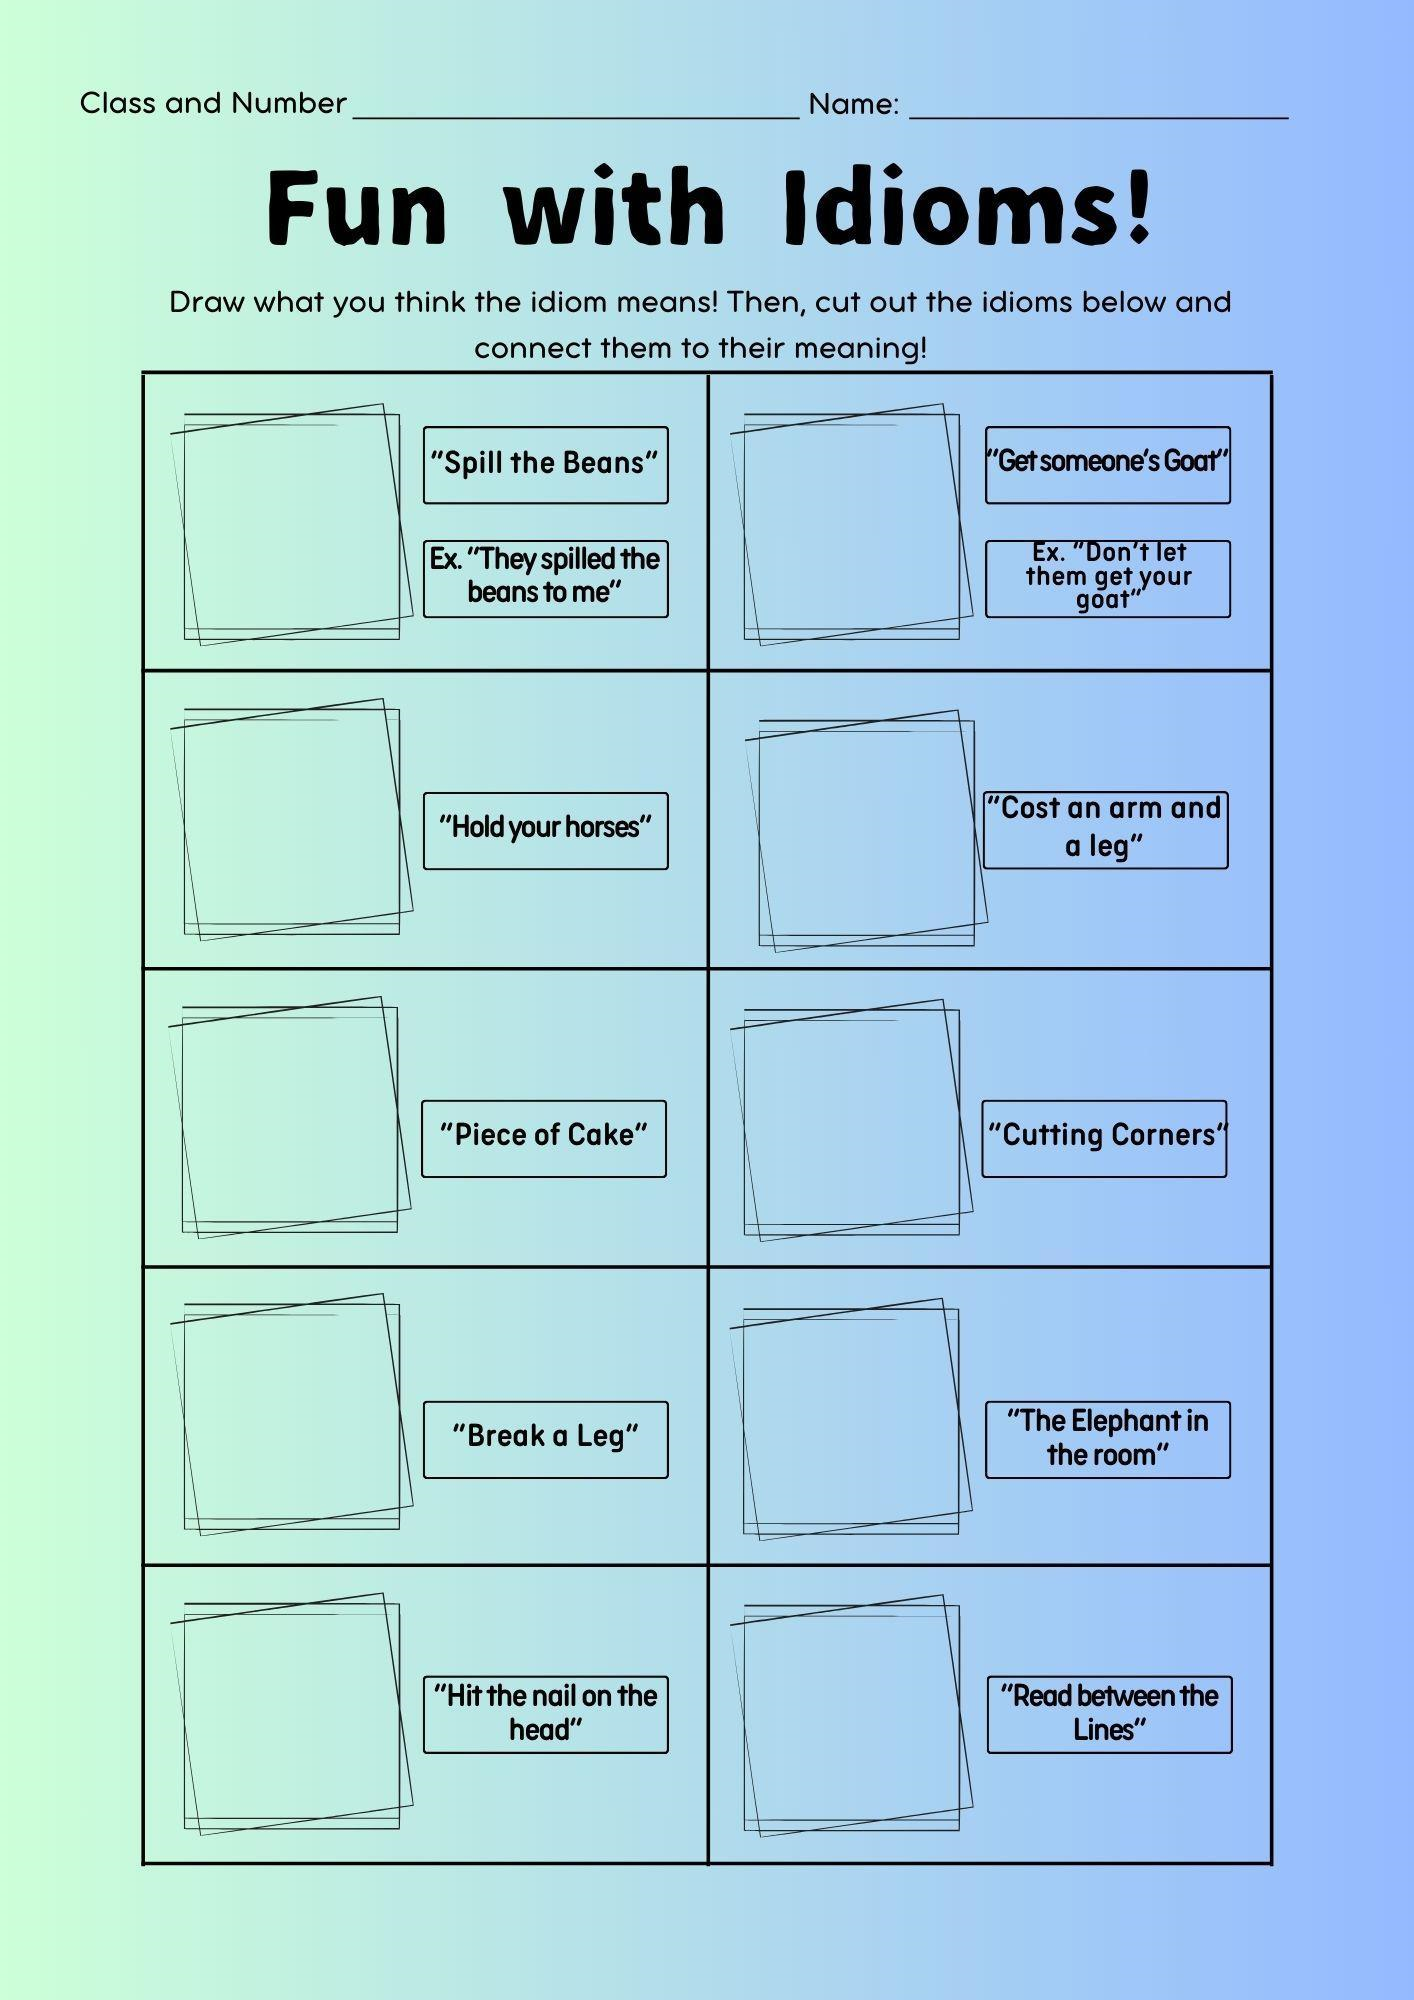 Class and Number
Name:
Fun with Idioms!
Draw what you think the idiom means! Then, cut out the idioms below and
connect them to their meaning!
"Spill the Beans"
Ex. "They spilled the
beans to me"
"Get someone's Goat"
Ex. "Don't let
them get your
goat"
"Hold your horses"
"Cost an arm and
a leg"
"Piece of Cake"
"Cutting Corners"
"Break a Leg"
"The Elephant in
the room"
"Hit the nail on the
head"
"Read between the
Lines"